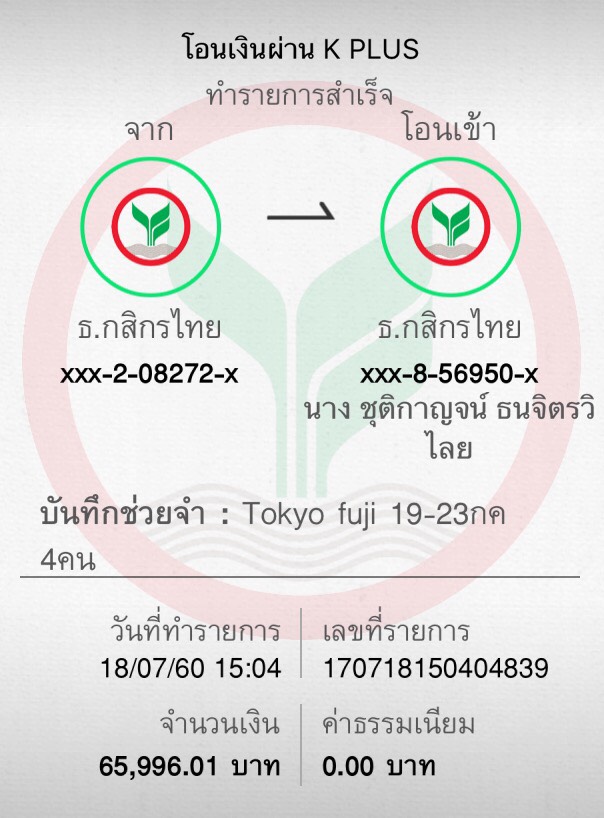 โอนเงินผ่าน K PLUS
ทำรายการสำเร็จ
จาก
โอนเข้า
ธ.กสิกรไทย
ธ.กสิกรไทย
xxx-2-08272-x
xxx-8-56950-x
นาง ชุติกาญจน์ ธนจิตรวิ
ไลย
บันทึกช่วยจำ : Tokyo fuji 19-23กค
4คน
วันที่ทำรายการ
เลขที่รายการ
18/07/60 15:04
170718150404839
จำนวนเงิน
ค่าธรรมเนียม
65,996.01 บาท
0.00 บาท